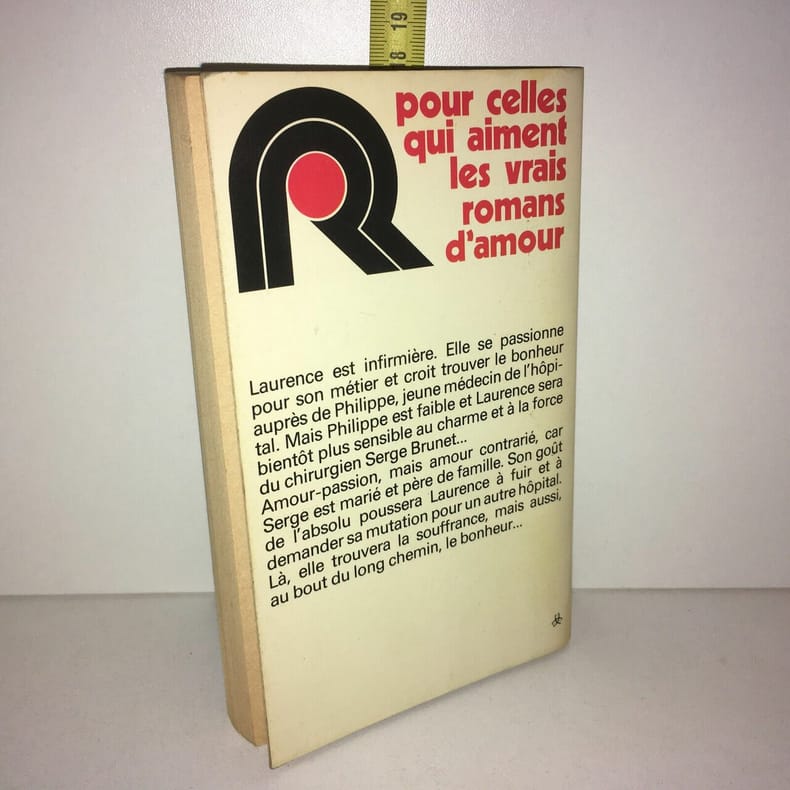 18 19
pour celles
qui aiment
les vrais
romans
d'amour
Laurence est infirmière. Elle se passionne
pour son métier et croit trouver le bonheur
auprès de Philippe, jeune médecin de l'hôpi-
tal. Mais Philippe est faible et Laurence sera
bientôt plus sensible au charme et à la force
du chirurgien Serge Brunet...
Amour-passion, mais amour contrarié, car
Serge est marié et père de famille. Son goût
de l'absolu poussera Laurence à fuir et à
demander sa mutation pour un autre hôpital.
Là, elle trouvera la souffrance, mais aussi,
au bout du long chemin, le bonheur...